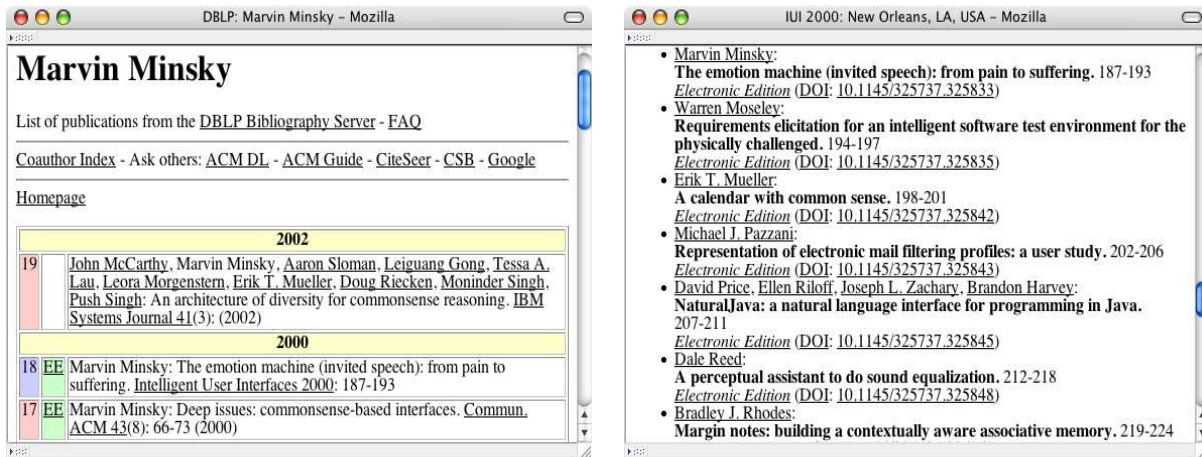 DBLP: Marvin Minsky – Mozilla
Marvin Minsky
List of publications from the DBLP Bibliography Server - FAQ
Coauthor Index - Ask others: ACM DL - ACM Guide - CiteSeer - CSB - Google
Homepage
2002
19 John McCarthy, Marvin Minsky, Aaron Sloman, Leiguang Gong, Tessa A.
Lau, Leora Morgenstern, Erik T. Mueller, Doug Riecken, Moninder Singh,
Push Singh: An architecture of diversity for commonsense reasoning. IBM
Systems Journal 41(3): (2002)
2000
18 EE Marvin Minsky: The emotion machine (invited speech): from pain to
suffering. Intelligent User Interfaces 2000: 187-193
17 EE Marvin Minsky: Deep issues: commonsense-based interfaces. Commun.
ACM 43(8): 66-73 (2000)
IUI 2000: New Orleans, LA, USA – Mozilla
• Marvin Minsky:
The emotion machine (invited speech): from pain to suffering. 187-193
Electronic Edition (DOI: 10.1145/325737.325833)
• Warren Moseley:
Requirements elicitation for an intelligent software test environment for the
physically challenged. 194-197
Electronic Edition (DOI: 10.1145/325737.325835)
• Erik T. Mueller:
A calendar with common sense. 198-201
Electronic Edition (DOI: 10.1145/325737.325842)
• Michael J. Pazzani:
Representation of electronic mail filtering profiles: a user study. 202-206
Electronic Edition (DOI: 10.1145/325737.325843)
• David Price, Ellen Riloff, Joseph L. Zachary, Brandon Harvey:
NaturalJava: a natural language interface for programming in Java.
207-211
Electronic Edition (DOI: 10.1145/325737.325845)
• Dale Reed:
A perceptual assistant to do sound equalization. 212-218
Electronic Edition (DOI: 10.1145/325737.325848)
• Bradley J. Rhodes:
Margin notes: building a contextually aware associative memory. 219-224